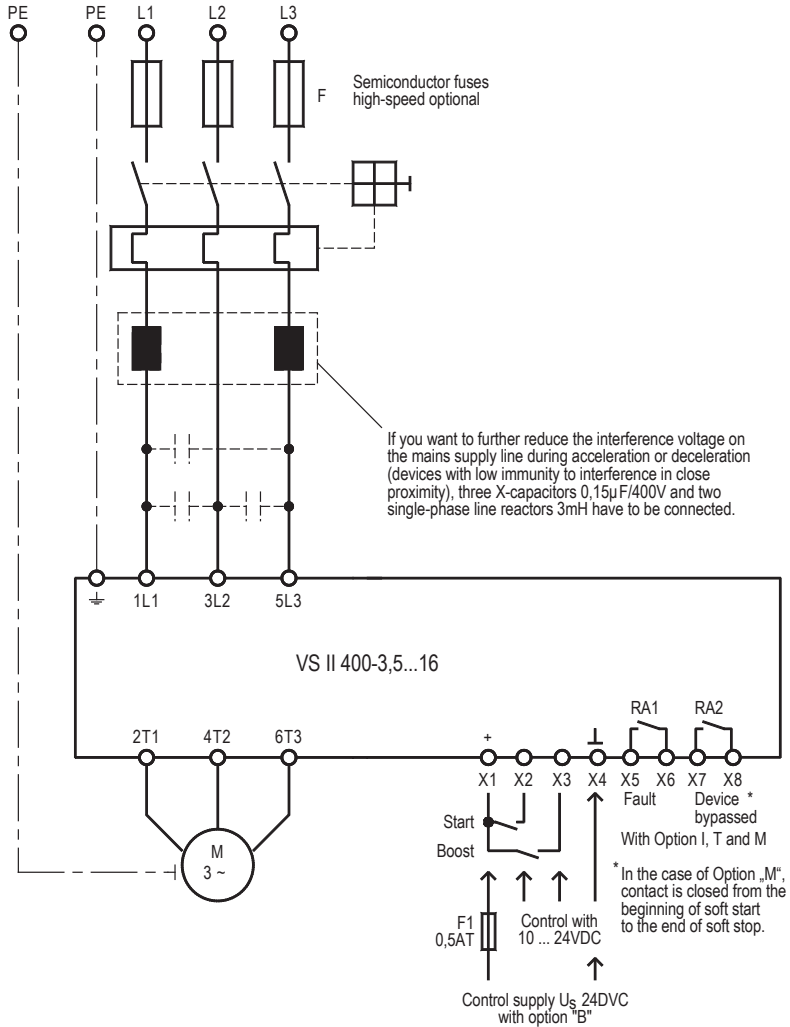 PE
PE
L1
L2
L3
F
Semiconductor fuses
high-speed optional
If you want to further reduce the interference voltage on
the mains supply line during acceleration or deceleration
(devices with low immunity to interference in close
proximity), three X-capacitors 0,15µF/400V and two
single-phase line reactors 3mH have to be connected.
1L1
3L2
5L3
VS II 400-3,5...16
RA1
RA2
2T1
4T2
6T3
+
X1
X2
X3
X4
X5
X6
X7
X8
Fault
Device *
bypassed
Start
Boost
With Option I, T and M
M
3 ~
* In the case of Option „M“,
contact is closed from the
beginning of soft start
to the end of soft stop.
F1
0,5AT
Control with
10 ... 24VDC
Control supply US 24DVC
with option "B"